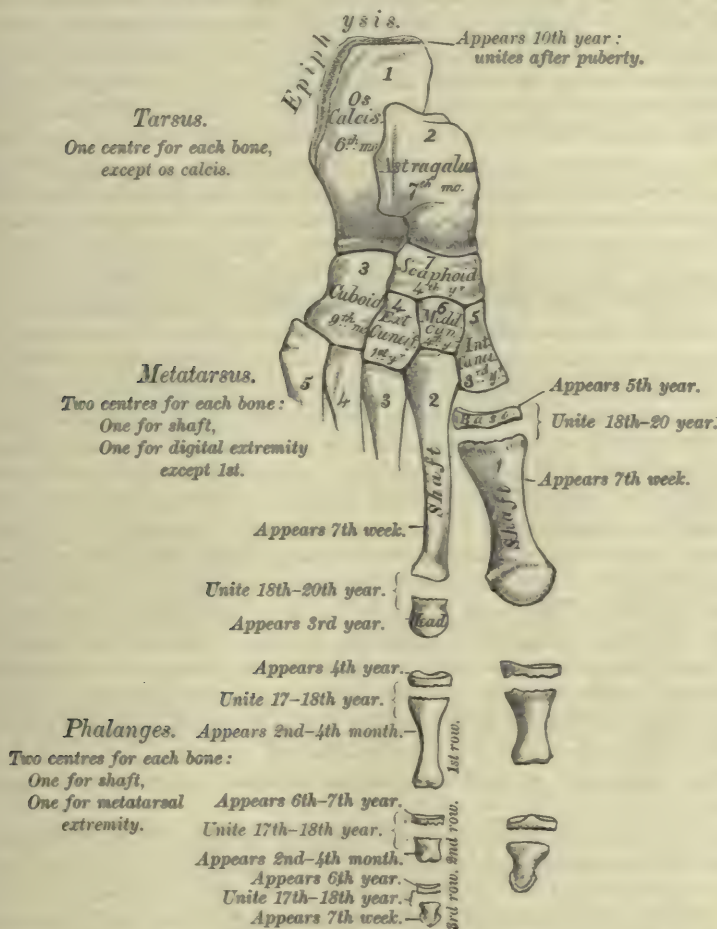 Epiphysis.
Appears 10th year :
unites after puberty.
1
Os
Calcis.
6th mo.
2
Astragalus
7th mo.
Tarsus.
One centre for each bone,
except os calcis.
3
Cuboid
9th mo.
7
Scaphoid
4th yr
4
Ext
Cunuf.
1st yr
6
Midd
Cun.
4th y.
5
Int
Cunei
3rd y.
Metatarsus.
Two centres for each bone :
One for shaft,
One for digital extremity
except 1st.
5
4
3
2
Shaft
Appears 5th year.
Base
Unite 18th–20 year.
1
Shaft
Appears 7th week.
Appears 7th week.
Unite 18th–20th year.
Appears 3rd year.
Head
Appears 4th year.
Unite 17–18th year.
Appears 2nd–4th month.
1st row.
Phalanges.
Two centres for each bone :
One for shaft,
One for metatarsal
extremity.
Appears 6th–7th year.
Unite 17th–18th year.
Appears 2nd–4th month.
2nd row.
Appears 6th year.
Unite 17th–18th year.
Appears 7th week.
3rd row.